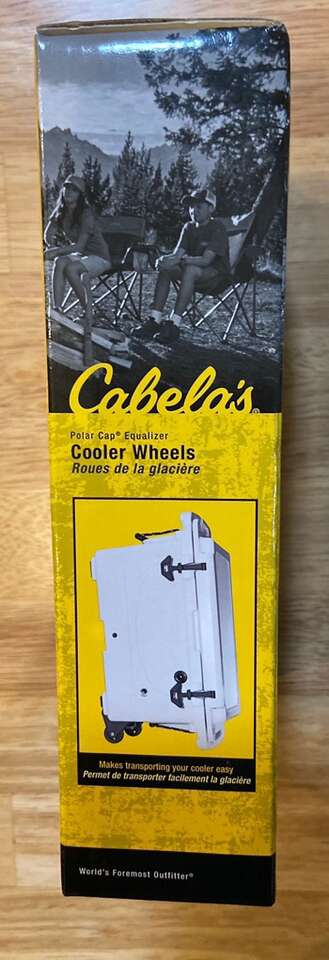 Cabela's®
Polar Cap® Equalizer
Cooler Wheels
Roues de la glacière
Makes transporting your cooler easy
Permet de transporter facilement la glacière
World's Foremost Outfitter®